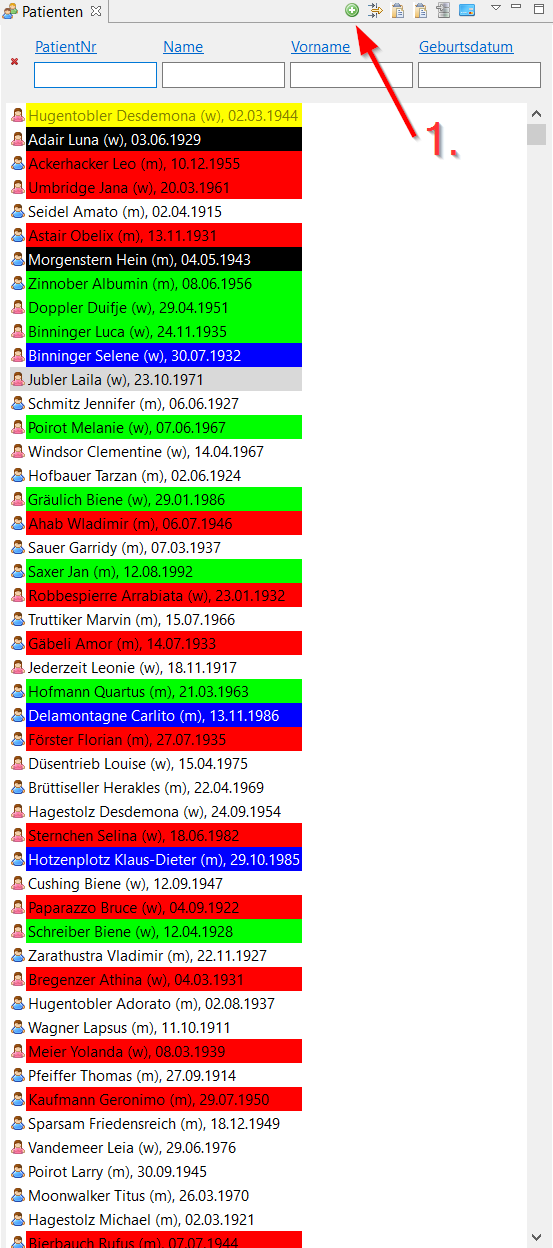 Patienten
1.
PatientNr Name Vorname Geburtsdatum
Hugentobler Desdemona (w), 02.03.1944
Adair Luna (w), 03.06.1929
Ackerhacker Leo (m), 10.12.1955
Umbridge Jana (w), 20.03.1961
Seidel Amato (m), 02.04.1915
Astair Obelix (m), 13.11.1931
Morgenstern Hein (m), 04.05.1943
Zinnober Albumin (m), 08.06.1956
Doppler Duifje (w), 29.04.1951
Binninger Luca (w), 24.11.1935
Binninger Selene (w), 30.07.1932
Jubler Laila (w), 23.10.1971
Schmitz Jennifer (m), 06.06.1927
Poirot Melanie (w), 07.06.1967
Windsor Clementine (w), 14.04.1967
Hofbauer Tarzan (m), 02.06.1924
Gräulich Biene (w), 29.01.1986
Ahab Wladimir (m), 06.07.1946
Sauer Garridy (m), 07.03.1937
Saxer Jan (m), 12.08.1992
Robbespierre Arrabiata (w), 23.01.1932
Truttiker Marvin (m), 15.07.1966
Gäbeli Amor (m), 14.07.1933
Jederzeit Leonie (w), 18.11.1917
Hofmann Quartus (m), 21.03.1963
Delamontagne Carlito (m), 13.11.1986
Förster Florian (m), 27.07.1935
Düsentrieb Louise (w), 15.04.1975
Brüttiseller Herakles (m), 22.04.1969
Hagestolz Desdemona (w), 24.09.1954
Sternchen Selina (w), 18.06.1982
Hotzenplotz Klaus-Dieter (m), 29.10.1985
Cushing Biene (w), 12.09.1947
Paparazzo Bruce (w), 04.09.1922
Schreiber Biene (w), 12.04.1928
Zarathustra Vladimir (m), 22.11.1927
Bregenzer Athina (w), 04.03.1931
Hugentobler Adorato (m), 02.08.1937
Wagner Lapsus (m), 11.10.1911
Meier Yolanda (w), 08.03.1939
Pfeiffer Thomas (m), 27.09.1914
Kaufmann Geronimo (m), 29.07.1950
Sparsam Friedensreich (m), 18.12.1949
Vandemeer Leia (w), 29.06.1976
Poirot Larry (m), 30.09.1945
Moonwalker Titus (m), 26.03.1970
Hagestolz Michael (m), 02.03.1921
Bierbauch Rufus (m), 07.07.1944